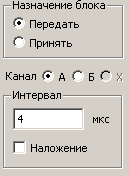 Назначение блока
Передать
Принять
Канал А Б X
Интервал
4 мкс
Наложение